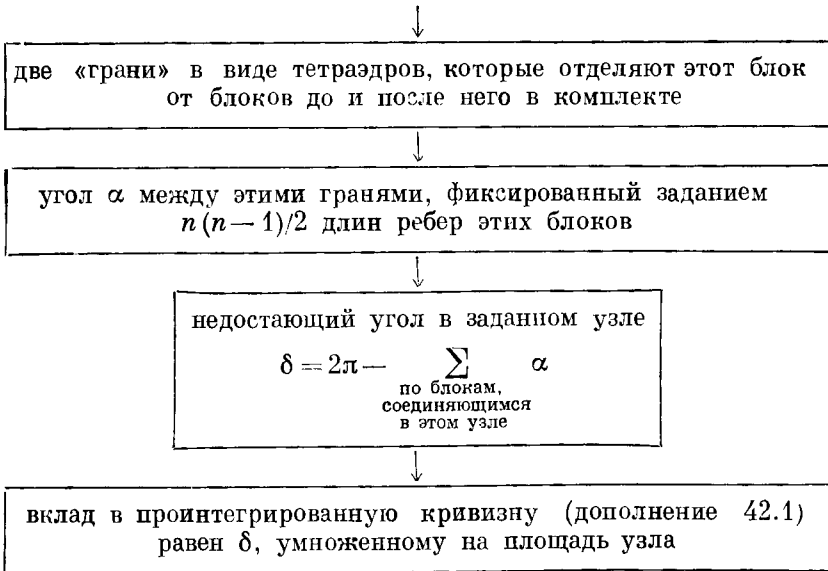 две «грани» в виде тетраэдров, которые отделяют этот блок
от блоков до и после него в комплекте
угол α между этими гранями, фиксированный заданием
n (n — 1)/2 длин ребер этих блоков
недостающий угол в заданном узле
δ = 2π — ∑ α
по блокам,
соединяющимся
в этом узле
вклад в проинтегрированную кривизну (дополнение 42.1)
равен δ, умноженному на площадь узла